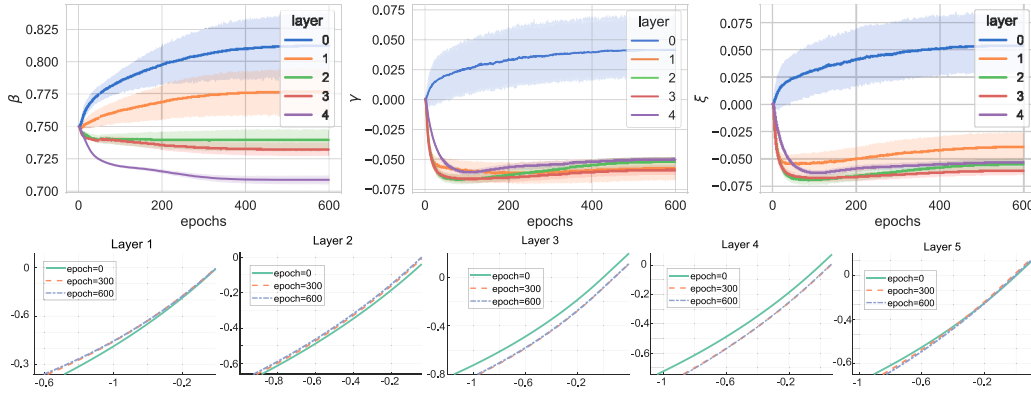 layer
0
1
2
3
4
0.825
0.800
0.775
0.750
0.725
0.700
β
0
200
400
600
epochs
layer
0
1
2
3
4
0.075
0.050
0.025
0.000
−0.025
−0.050
−0.075
γ
0
200
400
600
epochs
layer
0
1
2
3
4
0.075
0.050
0.025
0.000
−0.025
−0.050
−0.075
ξ
0
200
400
600
epochs
Layer 1
epoch=0
epoch=300
epoch=600
0
-0.6
-0.3
-0.6
-1
-0.2
Layer 2
epoch=0
epoch=300
epoch=600
0
-0.2
-0.4
-0.6
-0.8
-0.6
-0.4
-0.2
Layer 3
epoch=0
epoch=300
epoch=600
0
-0.4
-0.8
-1
-0.6
-0.2
Layer 4
epoch=0
epoch=300
epoch=600
0
-0.2
-0.4
-0.6
-1
-0.6
-0.2
Layer 5
epoch=0
epoch=300
epoch=600
0
-0.2
-0.4
-0.6
-1
-0.6
-0.2